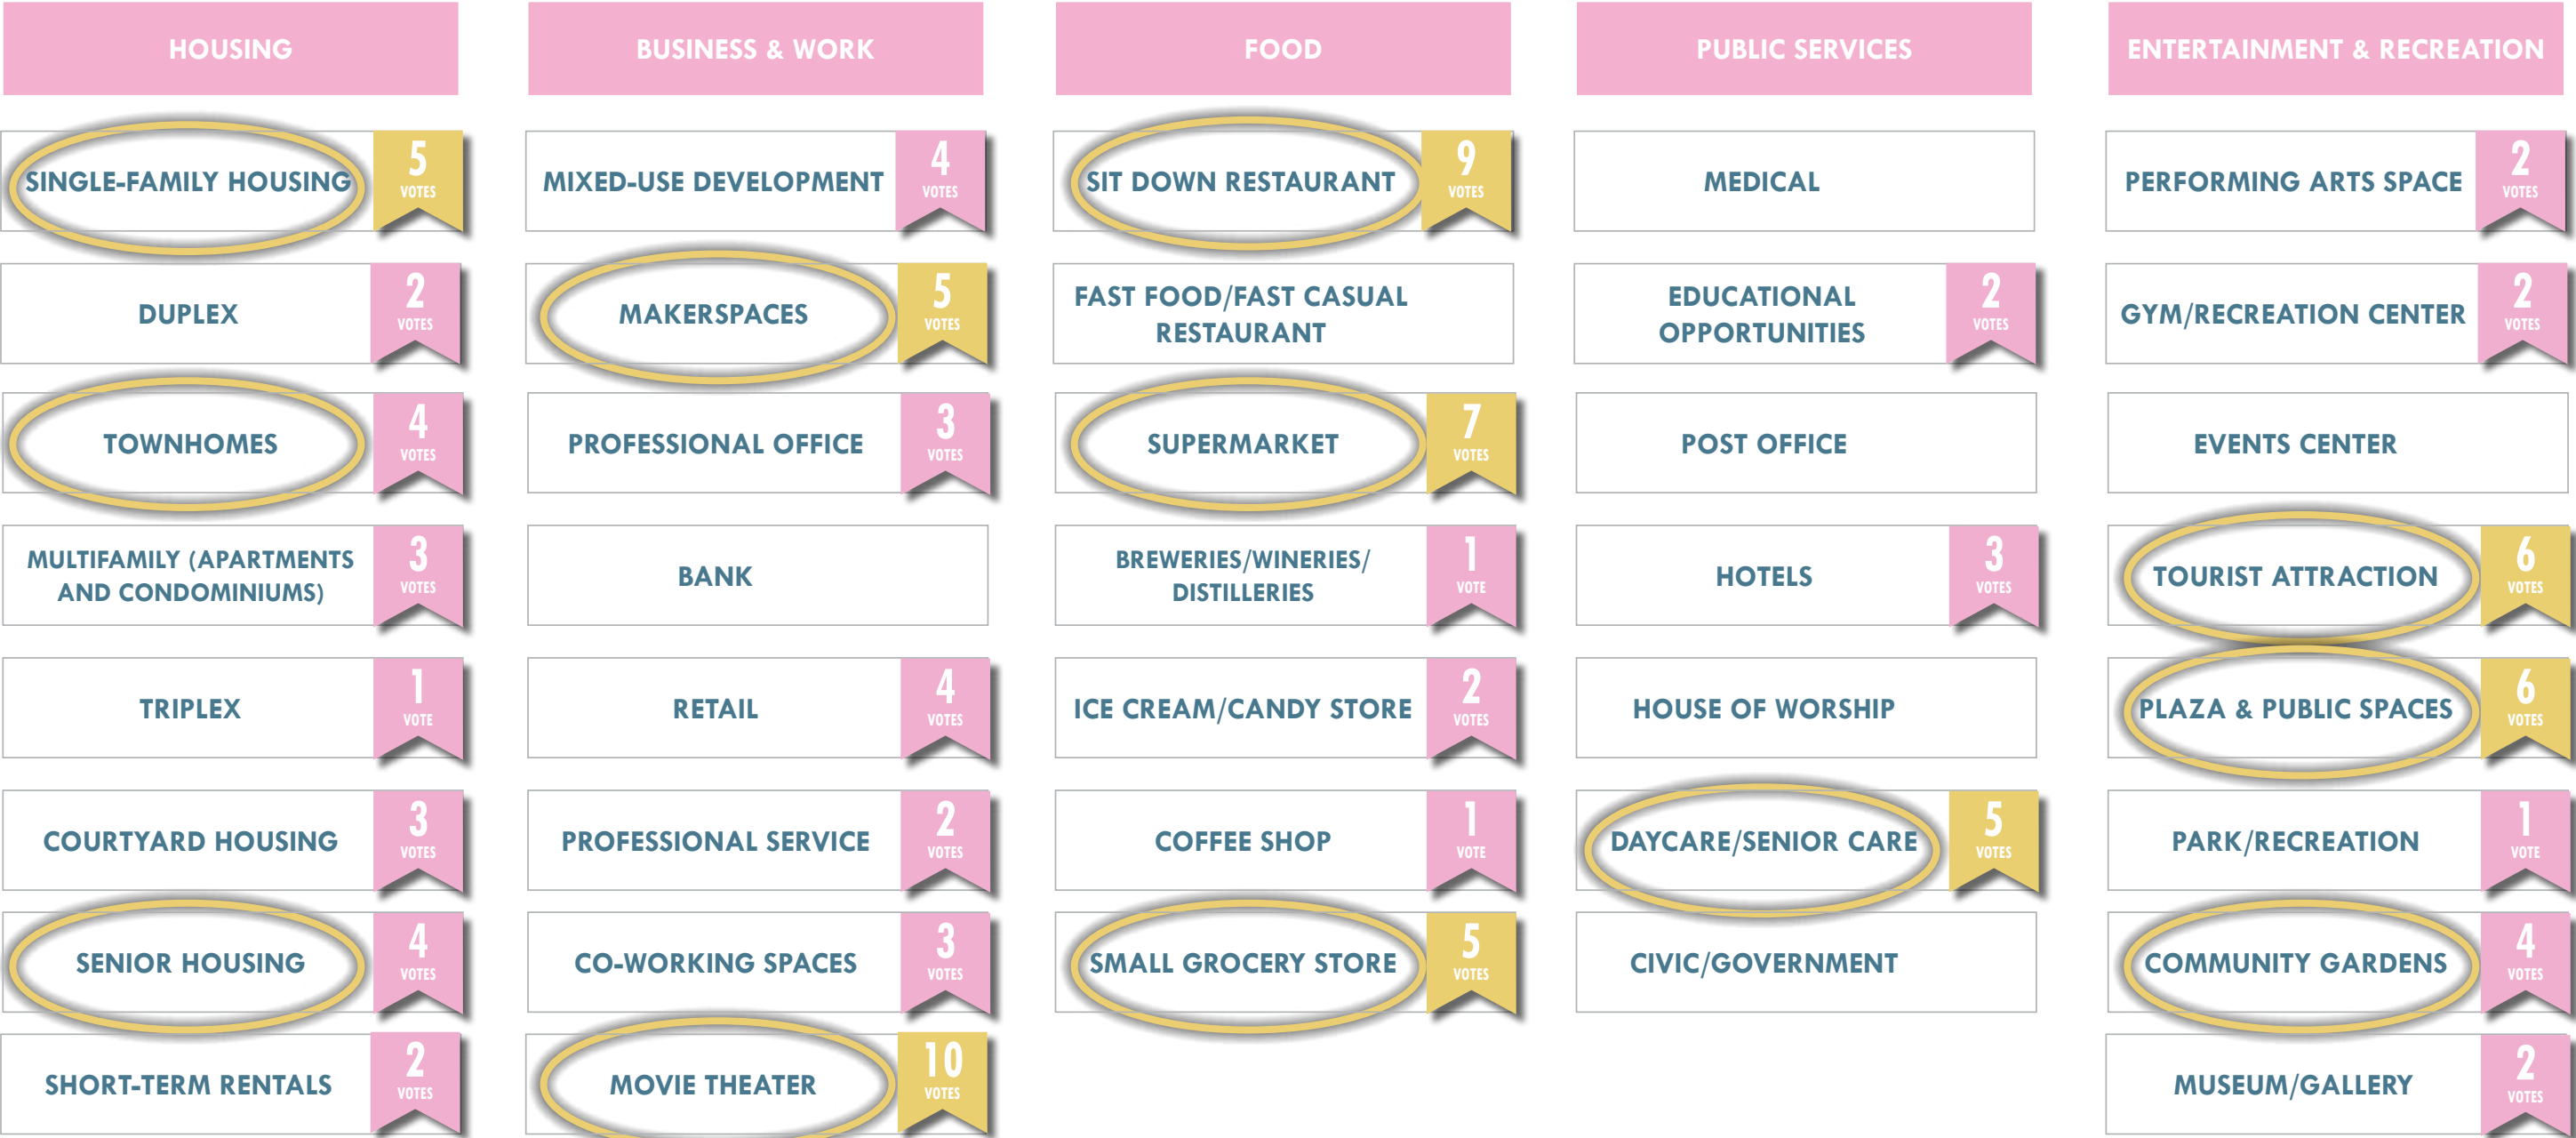 HOUSING
SINGLE-FAMILY HOUSING
5
VOTES
DUPLEX
2
VOTES
TOWNHOMES
4
VOTES
MULTIFAMILY (APARTMENTS
AND CONDOMINIUMS)
3
VOTES
TRIPLEX
1
VOTE
COURTYARD HOUSING
3
VOTES
SENIOR HOUSING
4
VOTES
SHORT-TERM RENTALS
2
VOTES
BUSINESS & WORK
MIXED-USE DEVELOPMENT
4
VOTES
MAKERSPACES
5
VOTES
PROFESSIONAL OFFICE
3
VOTES
BANK
RETAIL
4
VOTES
PROFESSIONAL SERVICE
2
VOTES
CO-WORKING SPACES
3
VOTES
MOVIE THEATER
10
VOTES
FOOD
SIT DOWN RESTAURANT
9
VOTES
FAST FOOD/FAST CASUAL
RESTAURANT
SUPERMARKET
7
VOTES
BREWERIES/WINERIES/
DISTILLERIES
1
VOTE
ICE CREAM/CANDY STORE
2
VOTES
COFFEE SHOP
1
VOTE
SMALL GROCERY STORE
5
VOTES
PUBLIC SERVICES
MEDICAL
EDUCATIONAL
OPPORTUNITIES
2
VOTES
POST OFFICE
HOTELS
3
VOTES
HOUSE OF WORSHIP
DAYCARE/SENIOR CARE
5
VOTES
CIVIC/GOVERNMENT
ENTERTAINMENT & RECREATION
PERFORMING ARTS SPACE
2
VOTES
GYM/RECREATION CENTER
2
VOTES
EVENTS CENTER
TOURIST ATTRACTION
6
VOTES
PLAZA & PUBLIC SPACES
6
VOTES
PARK/RECREATION
1
VOTE
COMMUNITY GARDENS
4
VOTES
MUSEUM/GALLERY
2
VOTES